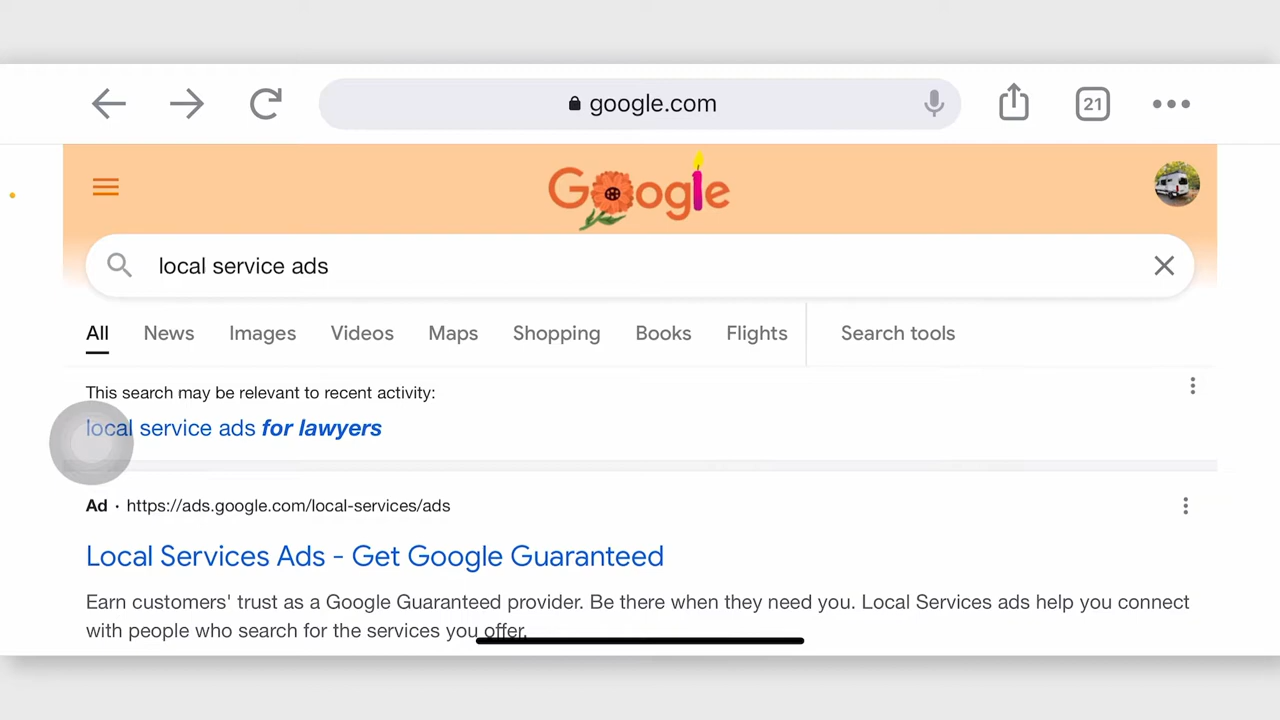 google.com
21
Google
local service ads
All News Images Videos Maps Shopping Books Flights Search tools
This search may be relevant to recent activity:
local service ads for lawyers
Ad · https://ads.google.com/local-services/ads
Local Services Ads - Get Google Guaranteed
Earn customers' trust as a Google Guaranteed provider. Be there when they need you. Local Services ads help you connect
with people who search for the services you offer.